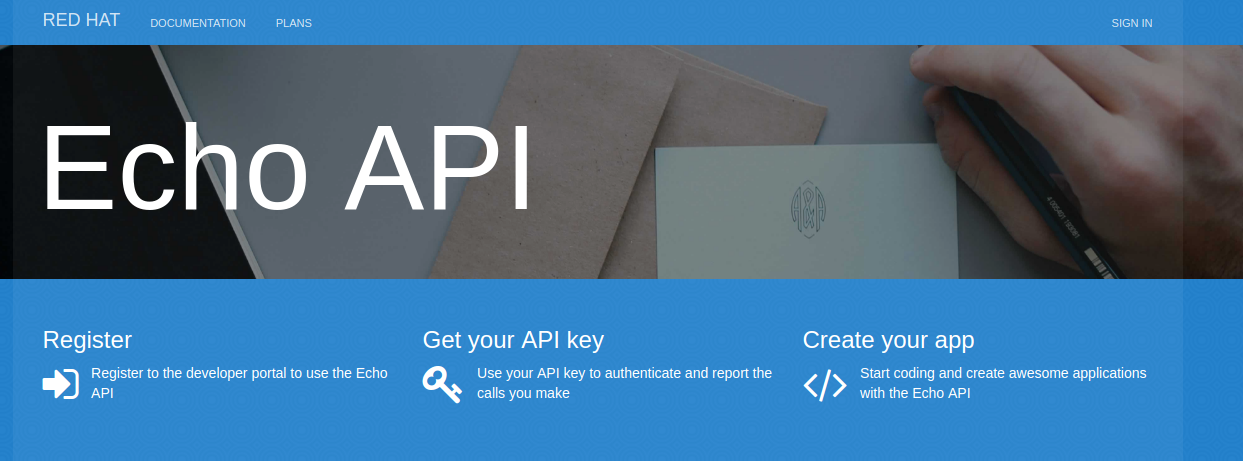 RED HAT
DOCUMENTATION
PLANS
SIGN IN
Echo API
Register
Register to the developer portal to use the Echo
API
Get your API key
Use your API key to authenticate and report the
calls you make
Create your app
Start coding and create awesome applications
with the Echo API